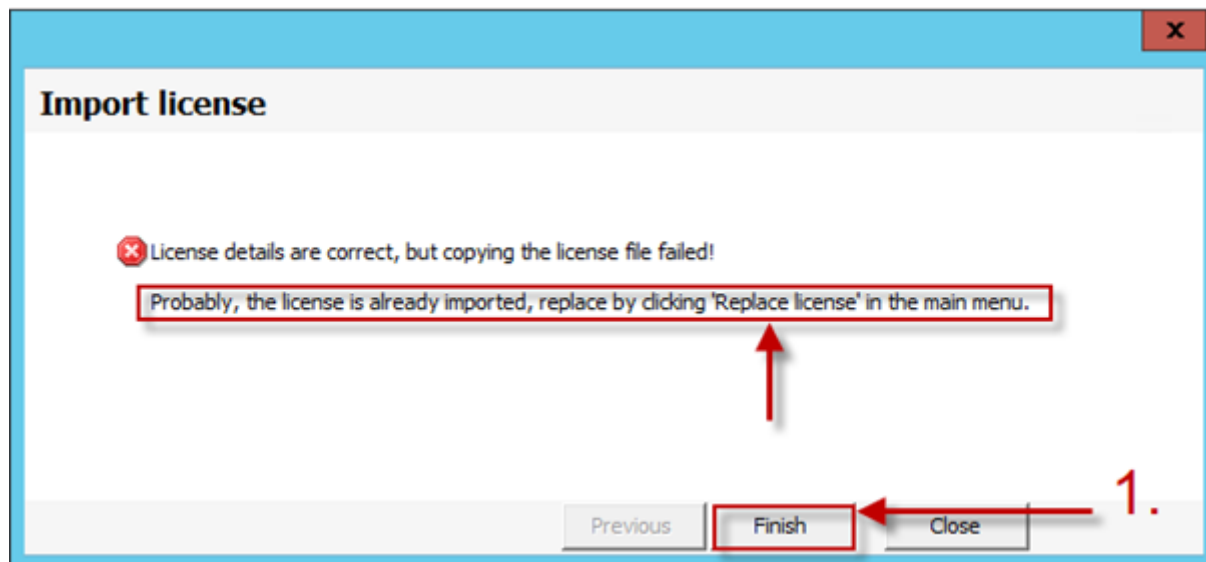 x
Import license
License details are correct, but copying the license file failed!
Probably, the license is already imported, replace by clicking 'Replace license' in the main menu.
1.
Previous Finish Close